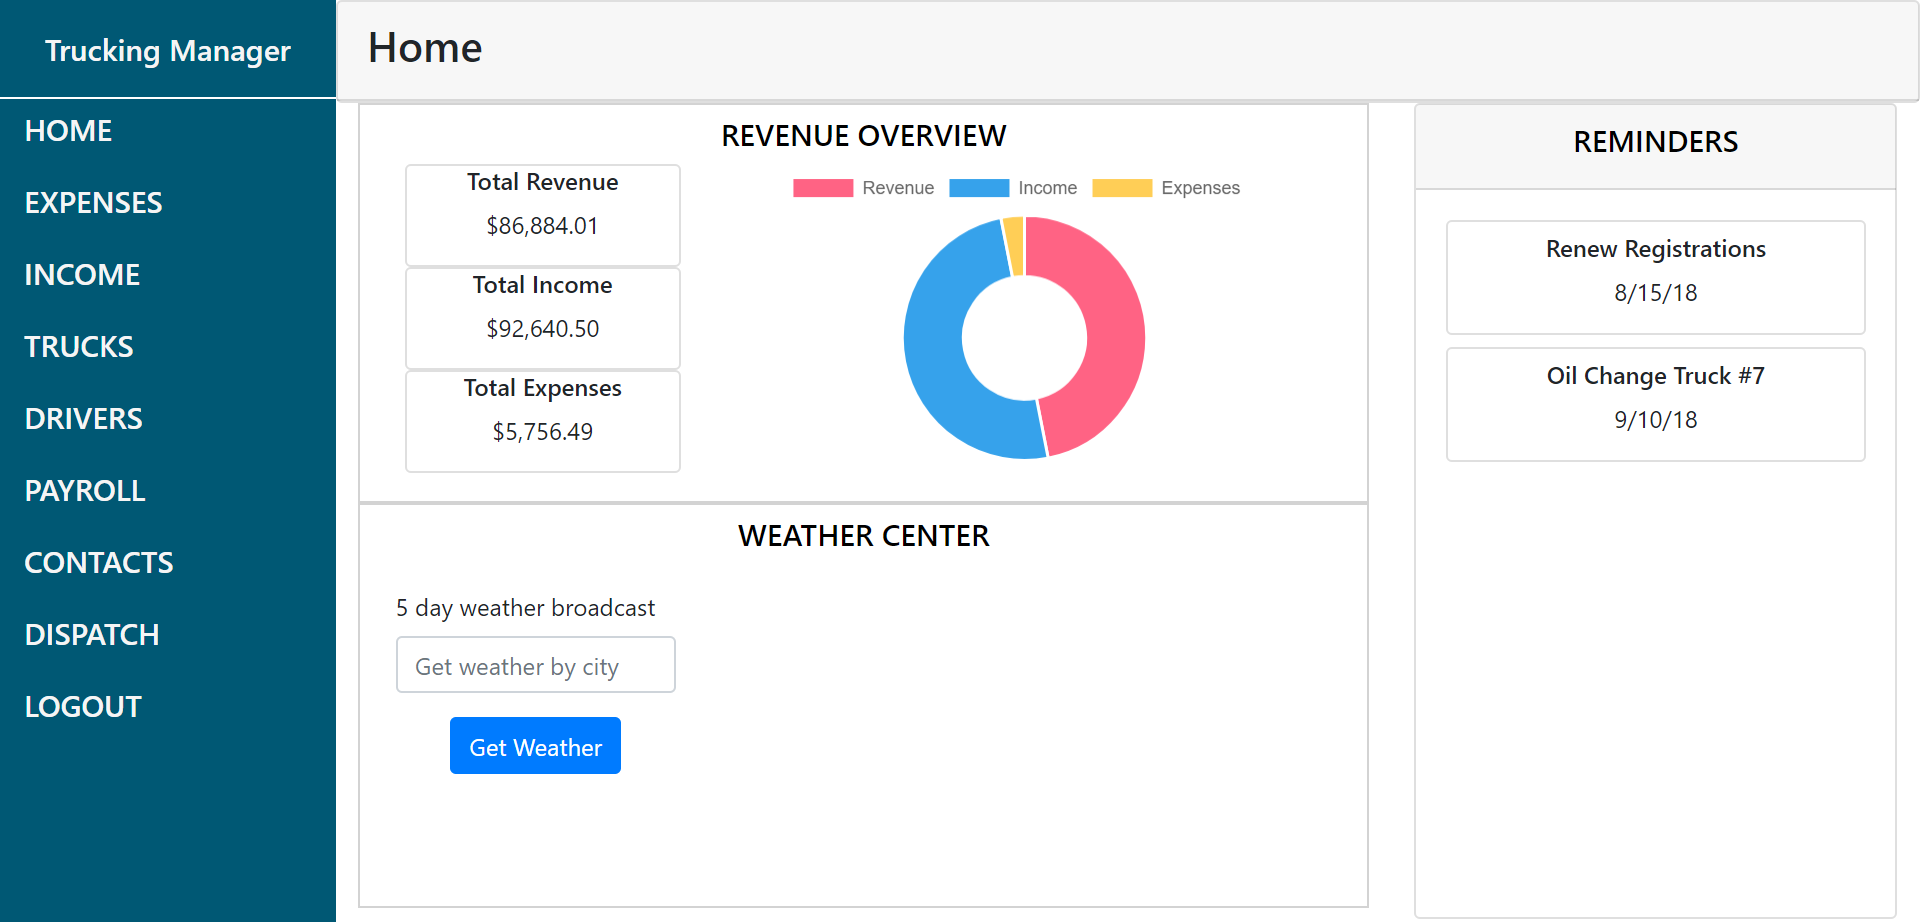 Trucking Manager
HOME
EXPENSES
INCOME
TRUCKS
DRIVERS
PAYROLL
CONTACTS
DISPATCH
LOGOUT
Home
REVENUE OVERVIEW
Total Revenue
$86,884.01
Total Income
$92,640.50
Total Expenses
$5,756.49
Revenue Income Expenses
WEATHER CENTER
5 day weather broadcast
Get weather by city
Get Weather
REMINDERS
Renew Registrations
8/15/18
Oil Change Truck #7
9/10/18